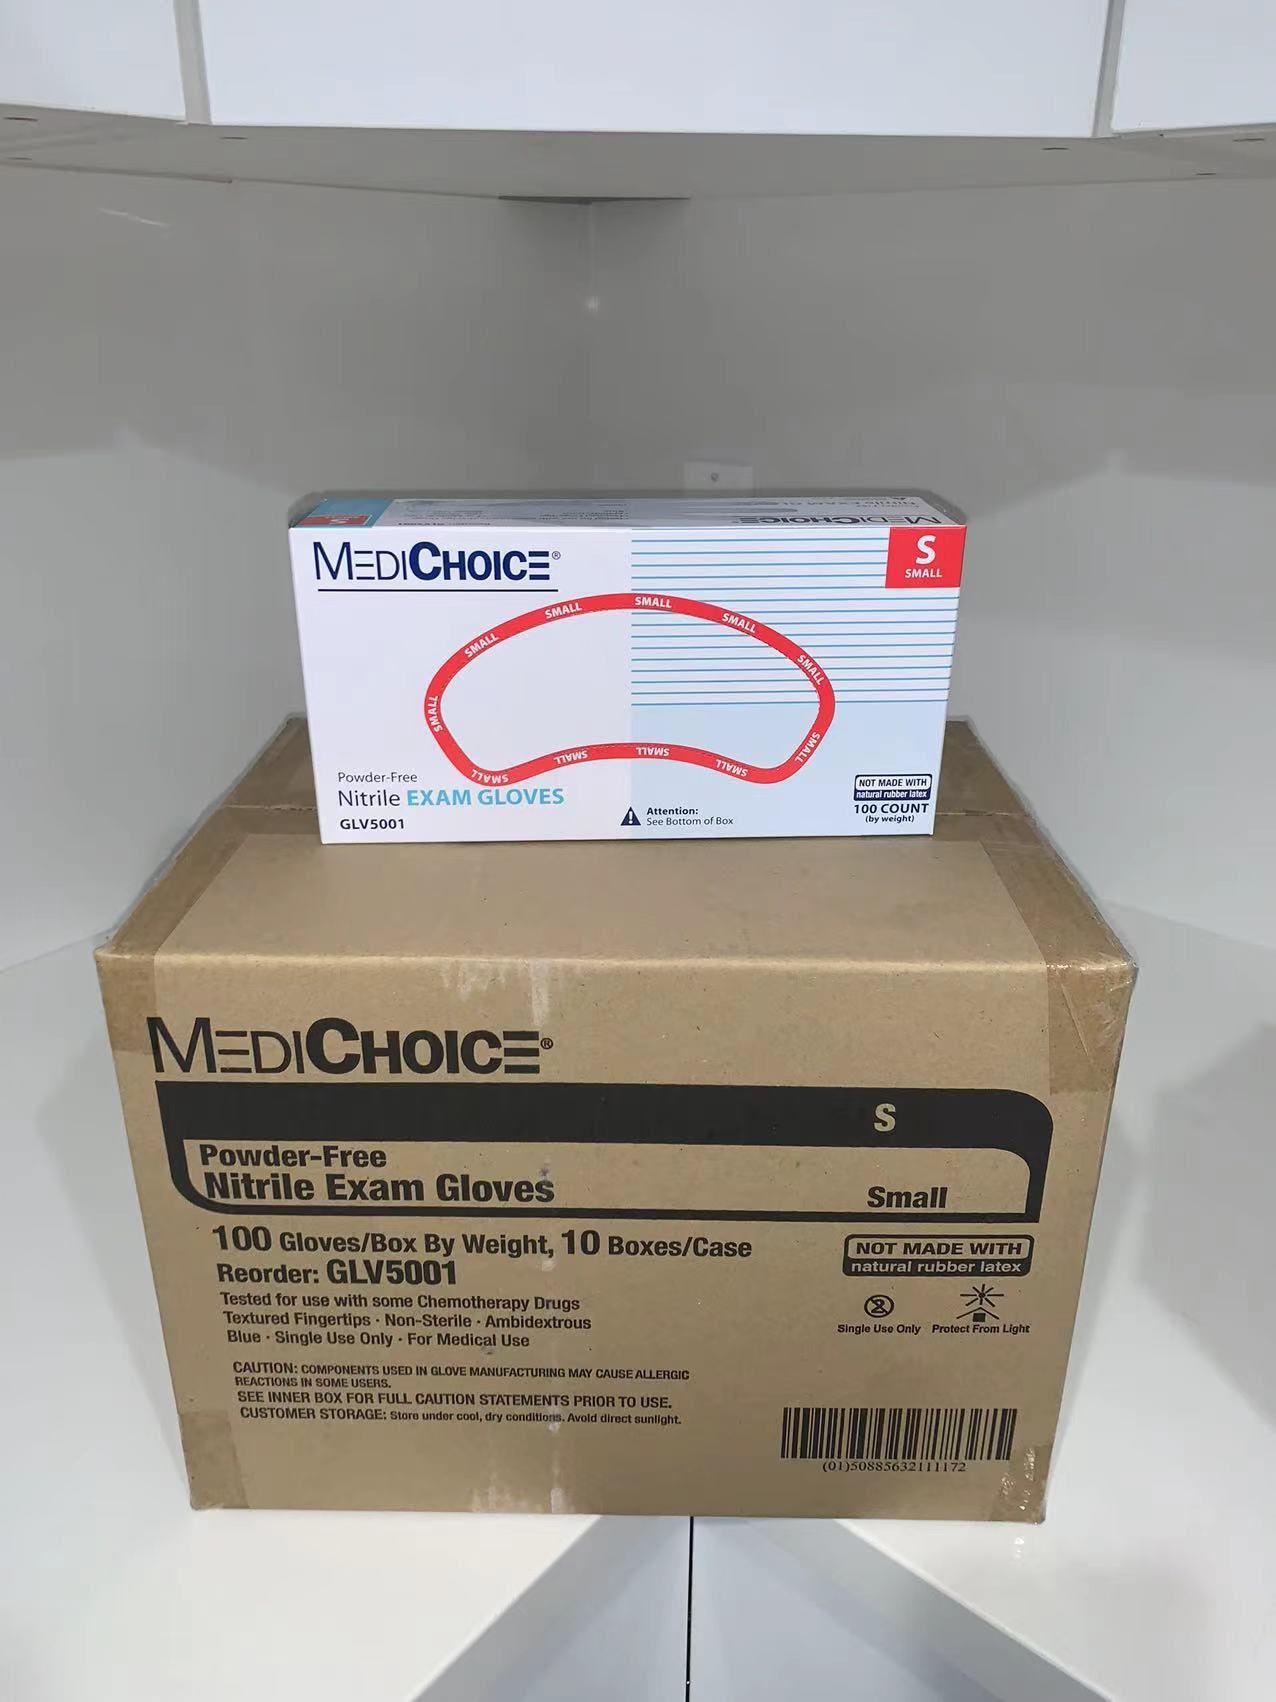 MEDICHOICE
S
SMALL
MEDICHOICE®
S
SMALL
SMALL
SMALL
SMALL
SMALL
SMALL
SMALL
SMALL
SMALL
SMALL
SMALL
SMALL
Powder-Free
Nitrile EXAM GLOVES
GLV5001
Attention:
See Bottom of Box
NOT MADE WITH
natural rubber latex
100 COUNT
(by weight)
MEDICHOICE®
S
Powder-Free
Nitrile Exam Gloves
Small
100 Gloves/Box By Weight, 10 Boxes/Case
Reorder: GLV5001
NOT MADE WITH
natural rubber latex
Tested for use with some Chemotherapy Drugs
Textured Fingertips · Non-Sterile · Ambidextrous
Blue · Single Use Only · For Medical Use
2
Single Use Only Protect From Light
CAUTION: COMPONENTS USED IN GLOVE MANUFACTURING MAY CAUSE ALLERGIC
REACTIONS IN SOME USERS.
SEE INNER BOX FOR FULL CAUTION STATEMENTS PRIOR TO USE.
CUSTOMER STORAGE: Store under cool, dry conditions. Avoid direct sunlight.
(01)50885632111172